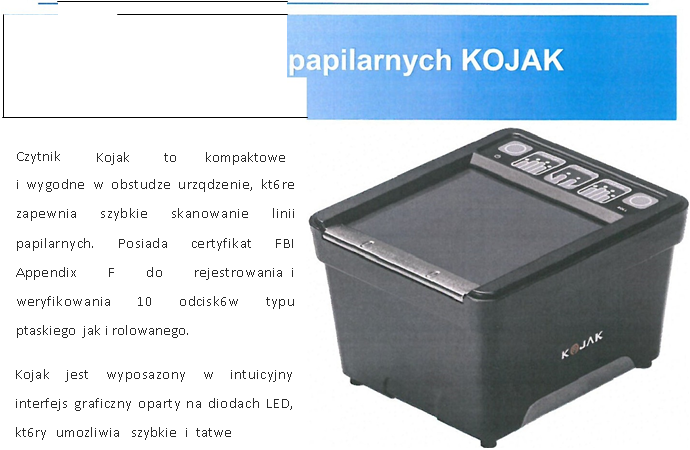 papilarnych KOJAK
Czytnik Kojak to kompaktowe
i wygodne w obstudze urzqdzenie, kt6re
zapewnia szybkie skanowanie linii
papilarnych. Posiada certyfikat FBI
Appendix F do rejestrowania i
weryfikowania 10 odcisk6w typu
ptaskiego jak i rolowanego.
Kojak jest wyposazony w intuicyjny
interfejs graficzny oparty na diodach LED,
kt6ry umozliwia szybkie i tatwe
KOJAK